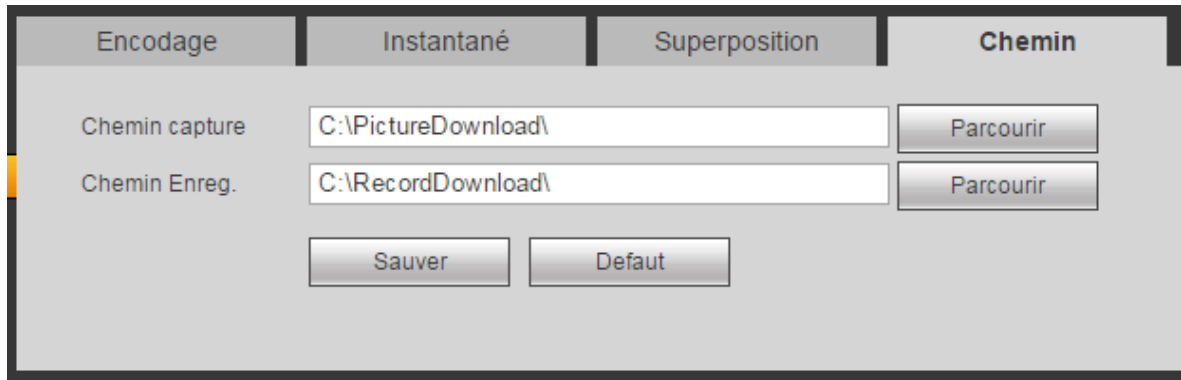 Encodage Instantané Superposition Chemin
Chemin capture C:\PictureDownload\ Parcourir
Chemin Enreg. C:\RecordDownload\ Parcourir
Sauver Defaut